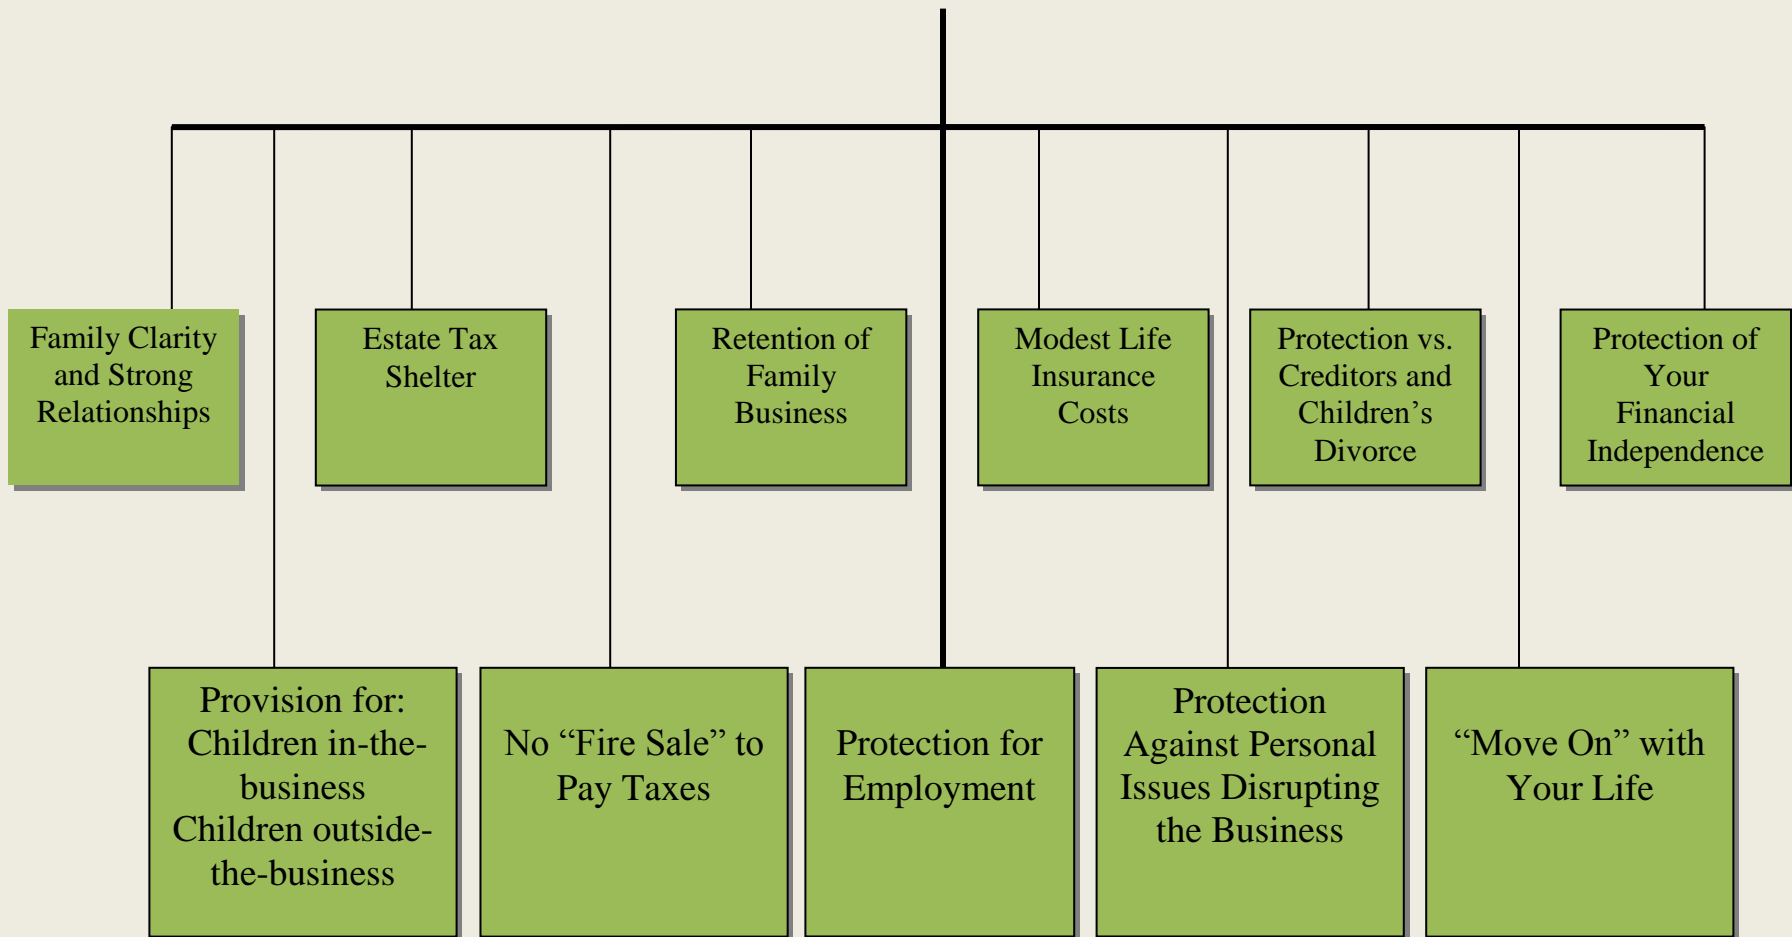 Family Clarity
and Strong
Relationships
Estate Tax
Shelter
Retention of
Family
Business
Modest Life
Insurance
Costs
Protection vs.
Creditors and
Children’s
Divorce
Protection of
Your
Financial
Independence
Provision for:
Children in-the-
business
Children outside-
the-business
No “Fire Sale” to
Pay Taxes
Protection for
Employment
Protection
Against Personal
Issues Disrupting
the Business
“Move On” with
Your Life